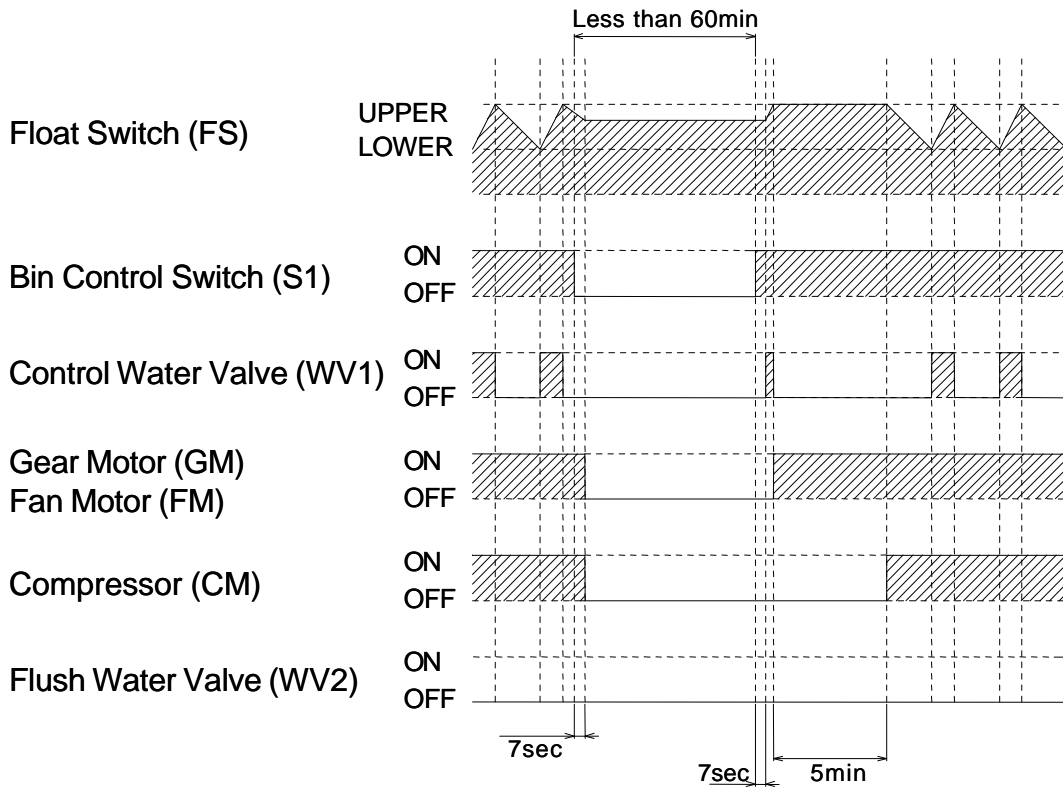 Less than 60min
Float Switch (FS)
UPPER
LOWER
Bin Control Switch (S1)
ON
OFF
Control Water Valve (WV1)
ON
OFF
Gear Motor (GM)
Fan Motor (FM)
ON
OFF
Compressor (CM)
ON
OFF
Flush Water Valve (WV2)
ON
OFF
7sec
7sec
5min